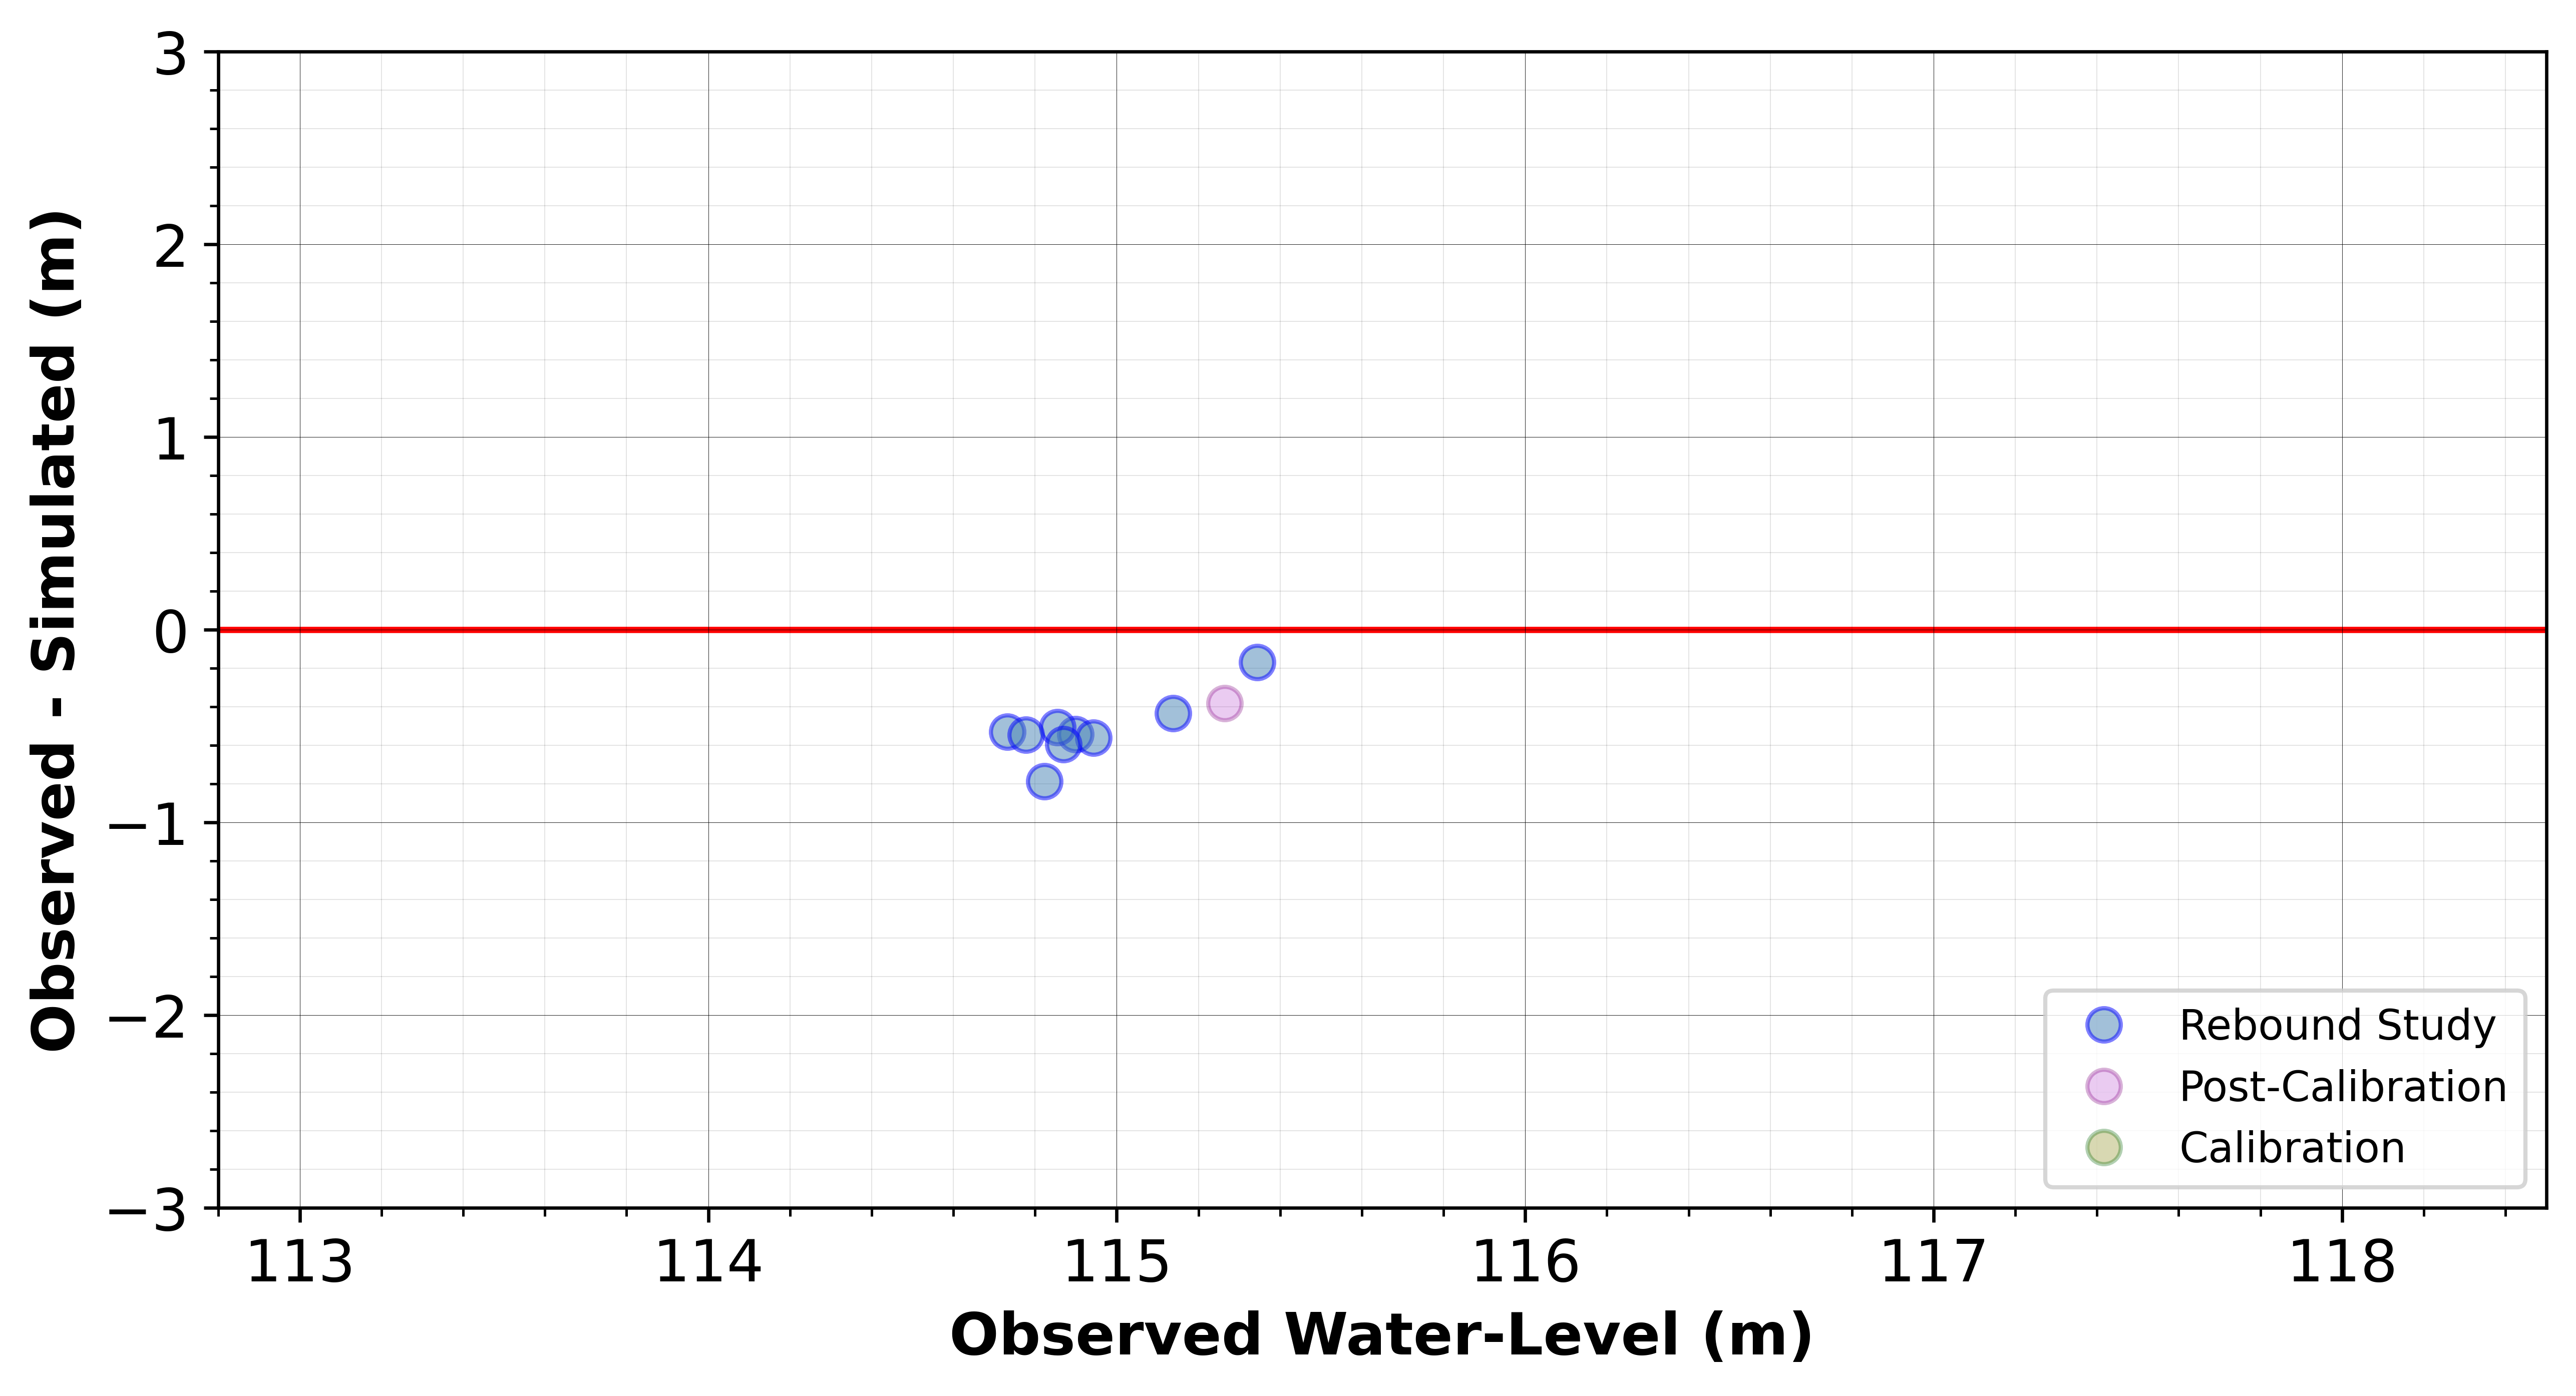 3
2
1
0
−1
−2
−3
Observed - Simulated (m)
Rebound Study
Post-Calibration
Calibration
113 114 115 116 117 118
Observed Water-Level (m)